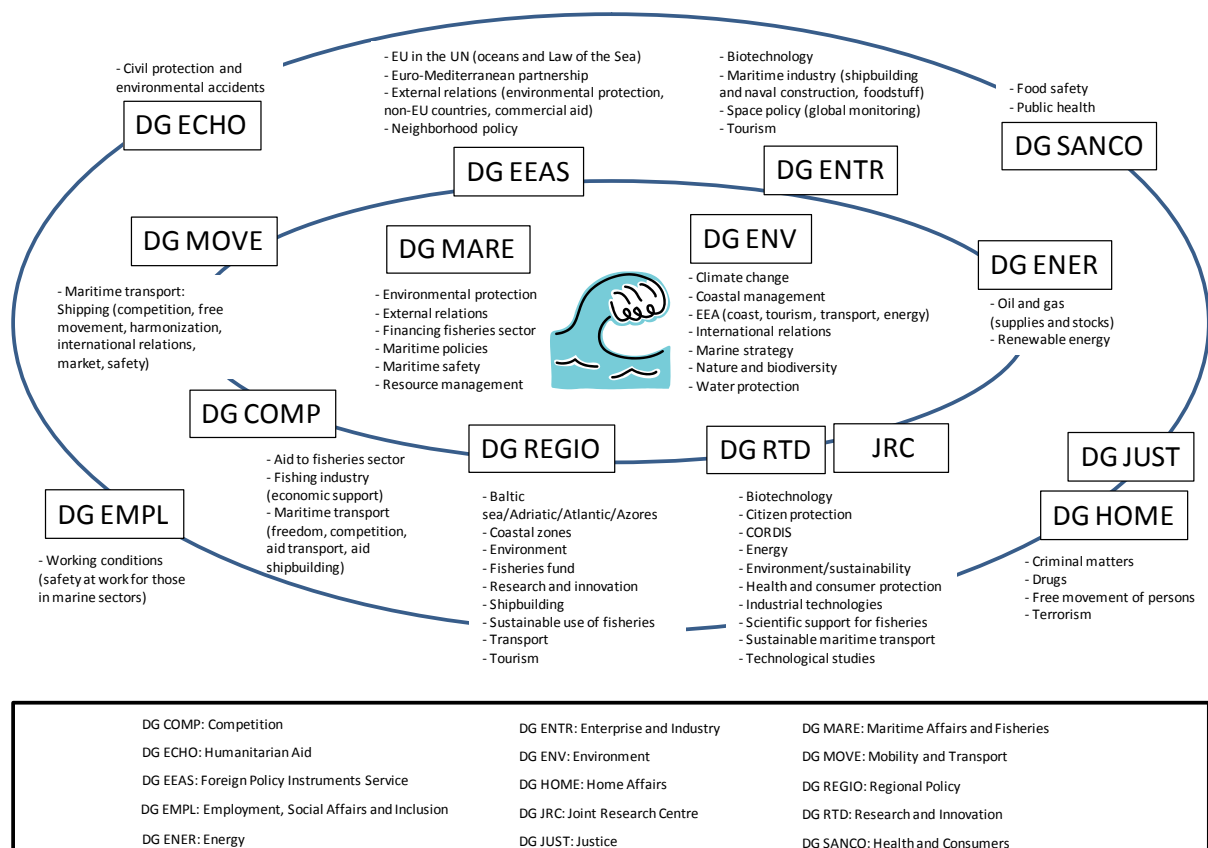 - Civil protection and
environmental accidents
DG ECHO
- EU in the UN (oceans and Law of the Sea)
- Euro-Mediterranean partnership
- External relations (environmental protection,
non-EU countries, commercial aid)
- Neighborhood policy
DG EEAS
- Biotechnology
- Maritime industry (shipbuilding
and naval construction, foodstuff)
- Space policy (global monitoring)
- Tourism
DG ENTR
- Food safety
- Public health
DG SANCO
DG MOVE
- Maritime transport:
Shipping (competition, free
movement, harmonization,
international relations,
market, safety)
DG MARE
- Environmental protection
- External relations
- Financing fisheries sector
- Maritime policies
- Maritime safety
- Resource management
DG ENV
- Climate change
- Coastal management
- EEA (coast, tourism, transport, energy)
- International relations
- Marine strategy
- Nature and biodiversity
- Water protection
DG ENER
- Oil and gas
(supplies and stocks)
- Renewable energy
DG COMP
- Aid to fisheries sector
- Fishing industry
(economic support)
- Maritime transport
(freedom, competition,
aid transport, aid
shipbuilding)
DG REGIO
- Baltic
sea/Adriatic/Atlantic/Azores
- Coastal zones
- Environment
- Fisheries fund
- Research and innovation
- Shipbuilding
- Sustainable use of fisheries
- Transport
- Tourism
DG RTD
JRC
- Biotechnology
- Citizen protection
- CORDIS
- Energy
- Environment/sustainability
- Health and consumer protection
- Industrial technologies
- Scientific support for fisheries
- Sustainable maritime transport
- Technological studies
DG JUST
DG HOME
- Criminal matters
- Drugs
- Free movement of persons
- Terrorism
DG EMPL
- Working conditions
(safety at work for those
in marine sectors)
DG COMP: Competition
DG ECHO: Humanitarian Aid
DG EEAS: Foreign Policy Instruments Service
DG EMPL: Employment, Social Affairs and Inclusion
DG ENER: Energy
DG ENTR: Enterprise and Industry
DG ENV: Environment
DG HOME: Home Affairs
DG JRC: Joint Research Centre
DG JUST: Justice
DG MARE: Maritime Affairs and Fisheries
DG MOVE: Mobility and Transport
DG REGIO: Regional Policy
DG RTD: Research and Innovation
DG SANCO: Health and Consumers